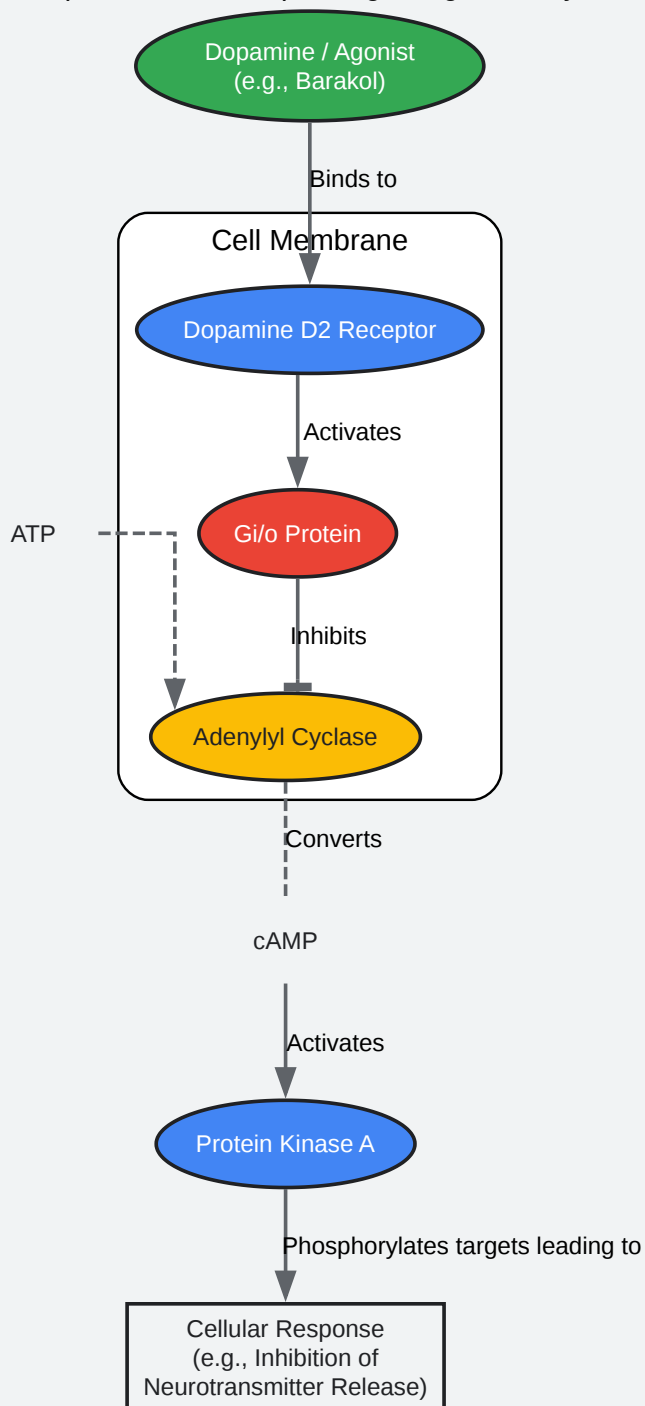 Dopamine / Agonist
(e.g., Barakol)
Binds to
Cell Membrane
Dopamine D2 Receptor
Activates
ATP
Gi/o Protein
Inhibits
Adenylyl Cyclase
Converts
cAMP
Activates
Protein Kinase A
Phosphorylates targets leading to
Cellular Response
(e.g., Inhibition of
Neurotransmitter Release)